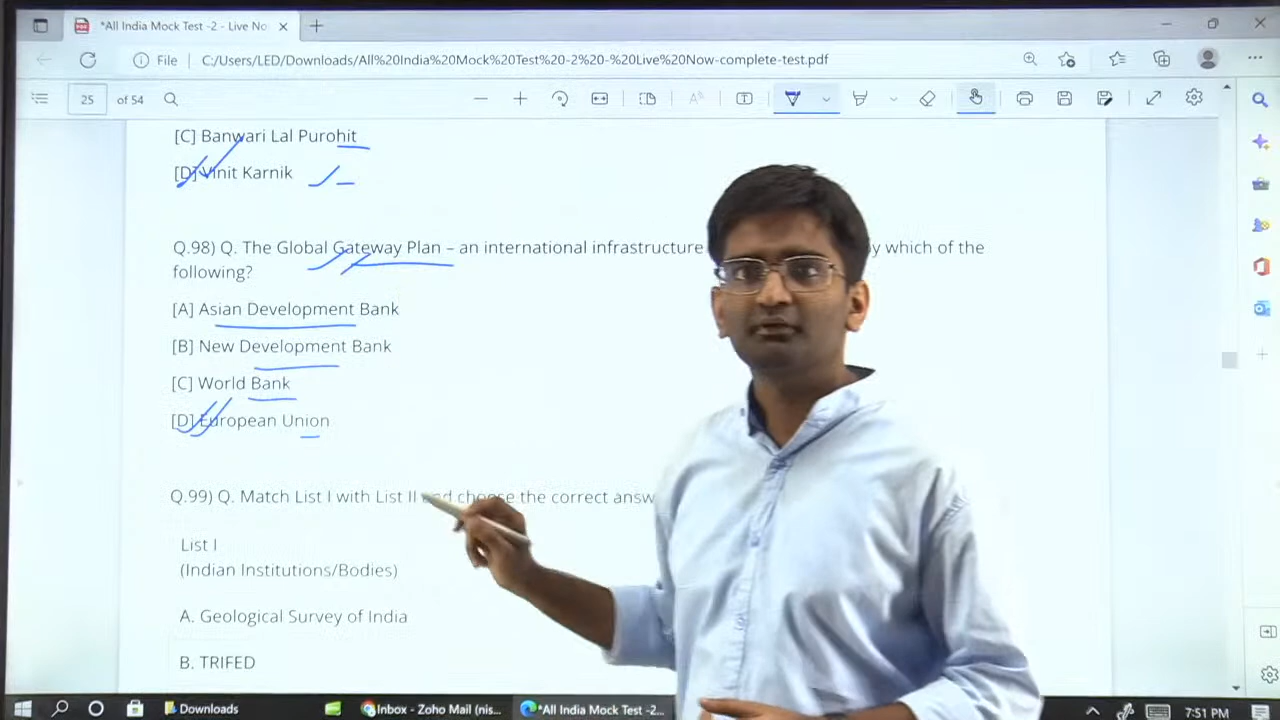 *All India Mock Test -2 - Live No
File
C:/Users/LED/Downloads/All%20India%20Mock%20Test%20-2%20-%20Live%20Now-complete-test.pdf
25 of 54
[C] Banwari Lal Purohit
[D] Vinit Karnik
Q.98) Q. The Global Gateway Plan – an international infrastructure y which of the
following?
[A] Asian Development Bank
[B] New Development Bank
[C] World Bank
[D] European Union
Q.99) Q. Match List I with List II and choose the correct answ
List I
(Indian Institutions/Bodies)
A. Geological Survey of India
B. TRIFED
Downloads
Inbox - Zoho Mail (nis...
*All India Mock Test -2...
7:51 PM